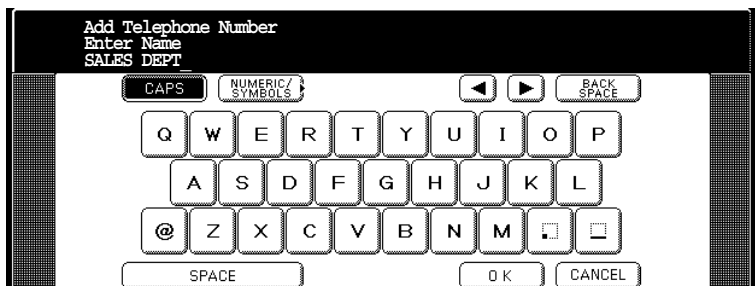 Add Telephone Number
Enter Name
SALES DEPT_
CAPS NUMERIC/ SYMBOLS ◀ ▶ BACK SPACE
Q W E R T Y U I O P
A S D F G H J K L
@ Z X C V B N M . _
SPACE OK CANCEL